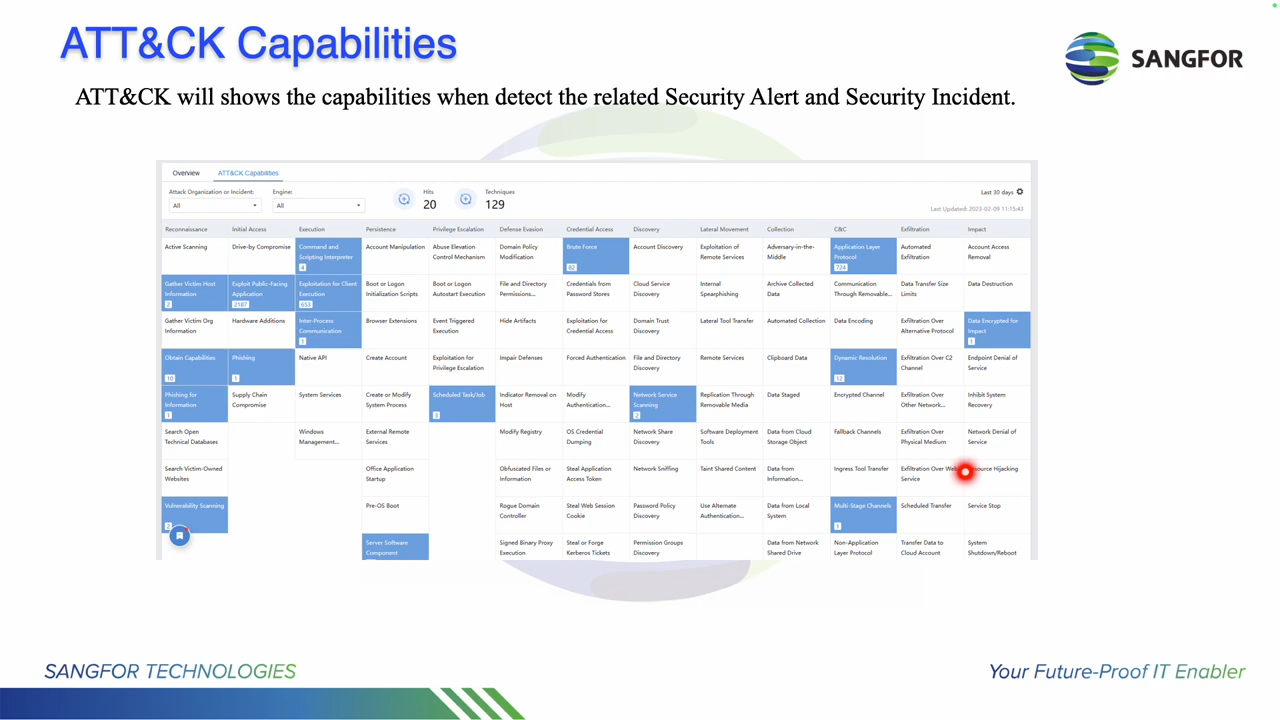 ATT&CK Capabilities
SANGFOR
ATT&CK will shows the capabilities when detect the related Security Alert and Security Incident.
Overview
ATT&CK Capabilities
Attack Organization or Incident:
Engine:
Hits
Techniques
Last 30 days
All
All
20
129
Last Updated: 2023-02-09 11:15:43
Reconnaissance
Initial Access
Execution
Persistence
Privilege Escalation
Defense Evasion
Credential Access
Discovery
Lateral Movement
Collection
C&C
Exfiltration
Impact
Active Scanning
Drive-by Compromise
Command and
Scripting Interpreter
4
Account Manipulation
Abuse Elevation
Control Mechanism
Domain Policy
Modification
Brute Force
62
Account Discovery
Exploitation of
Remote Services
Adversary-in-the-
Middle
Application Layer
Protocol
724
Automated
Exfiltration
Account Access
Removal
Gather Victim Host
Information
2
Exploit Public-Facing
Application
2187
Exploitation for Client
Execution
653
Boot or Logon
Initialization Scripts
Boot or Logon
Autostart Execution
File and Directory
Permissions...
Credentials from
Password Stores
Cloud Service
Discovery
Internal
Spearphishing
Archive Collected
Data
Communication
Through Removable...
Data Transfer Size
Limits
Data Destruction
Gather Victim Org
Information
Hardware Additions
Inter-Process
Communication
1
Browser Extensions
Event Triggered
Execution
Hide Artifacts
Exploitation for
Credential Access
Domain Trust
Discovery
Lateral Tool Transfer
Automated Collection
Data Encoding
Exfiltration Over
Alternative Protocol
Data Encrypted for
Impact
1
Obtain Capabilities
10
Phishing
1
Native API
Create Account
Exploitation for
Privilege Escalation
Impair Defenses
Forced Authentication
File and Directory
Discovery
Remote Services
Clipboard Data
Dynamic Resolution
12
Exfiltration Over C2
Channel
Endpoint Denial of
Service
Phishing for
Information
1
Supply Chain
Compromise
System Services
Create or Modify
System Process
Scheduled Task/Job
3
Indicator Removal on
Host
Modify
Authentication...
Network Service
Scanning
2
Replication Through
Removable Media
Data Staged
Encrypted Channel
Exfiltration Over
Other Network...
Inhibit System
Recovery
Search Open
Technical Databases
Windows
Management...
External Remote
Services
Modify Registry
OS Credential
Dumping
Network Share
Discovery
Software Deployment
Tools
Data from Cloud
Storage Object
Fallback Channels
Exfiltration Over
Physical Medium
Network Denial of
Service
Search Victim-Owned
Websites
Office Application
Startup
Obfuscated Files or
Information
Steal Application
Access Token
Network Sniffing
Taint Shared Content
Data from
Information...
Ingress Tool Transfer
Exfiltration Over Web
Service
Hijacking
Vulnerability Scanning
Pre-OS Boot
Rogue Domain
Controller
Steal Web Session
Cookie
Password Policy
Discovery
Use Alternate
Authentication...
Data from Local
System
Multi-Stage Channels
1
Scheduled Transfer
Service Stop
Server Software
Component
Signed Binary Proxy
Execution
Steal or Forge
Kerberos Tickets
Permission Groups
Discovery
Data from Network
Shared Drive
Non-Application
Layer Protocol
Transfer Data to
Cloud Account
System
Shutdown/Reboot
SANGFOR TECHNOLOGIES
Your Future-Proof IT Enabler